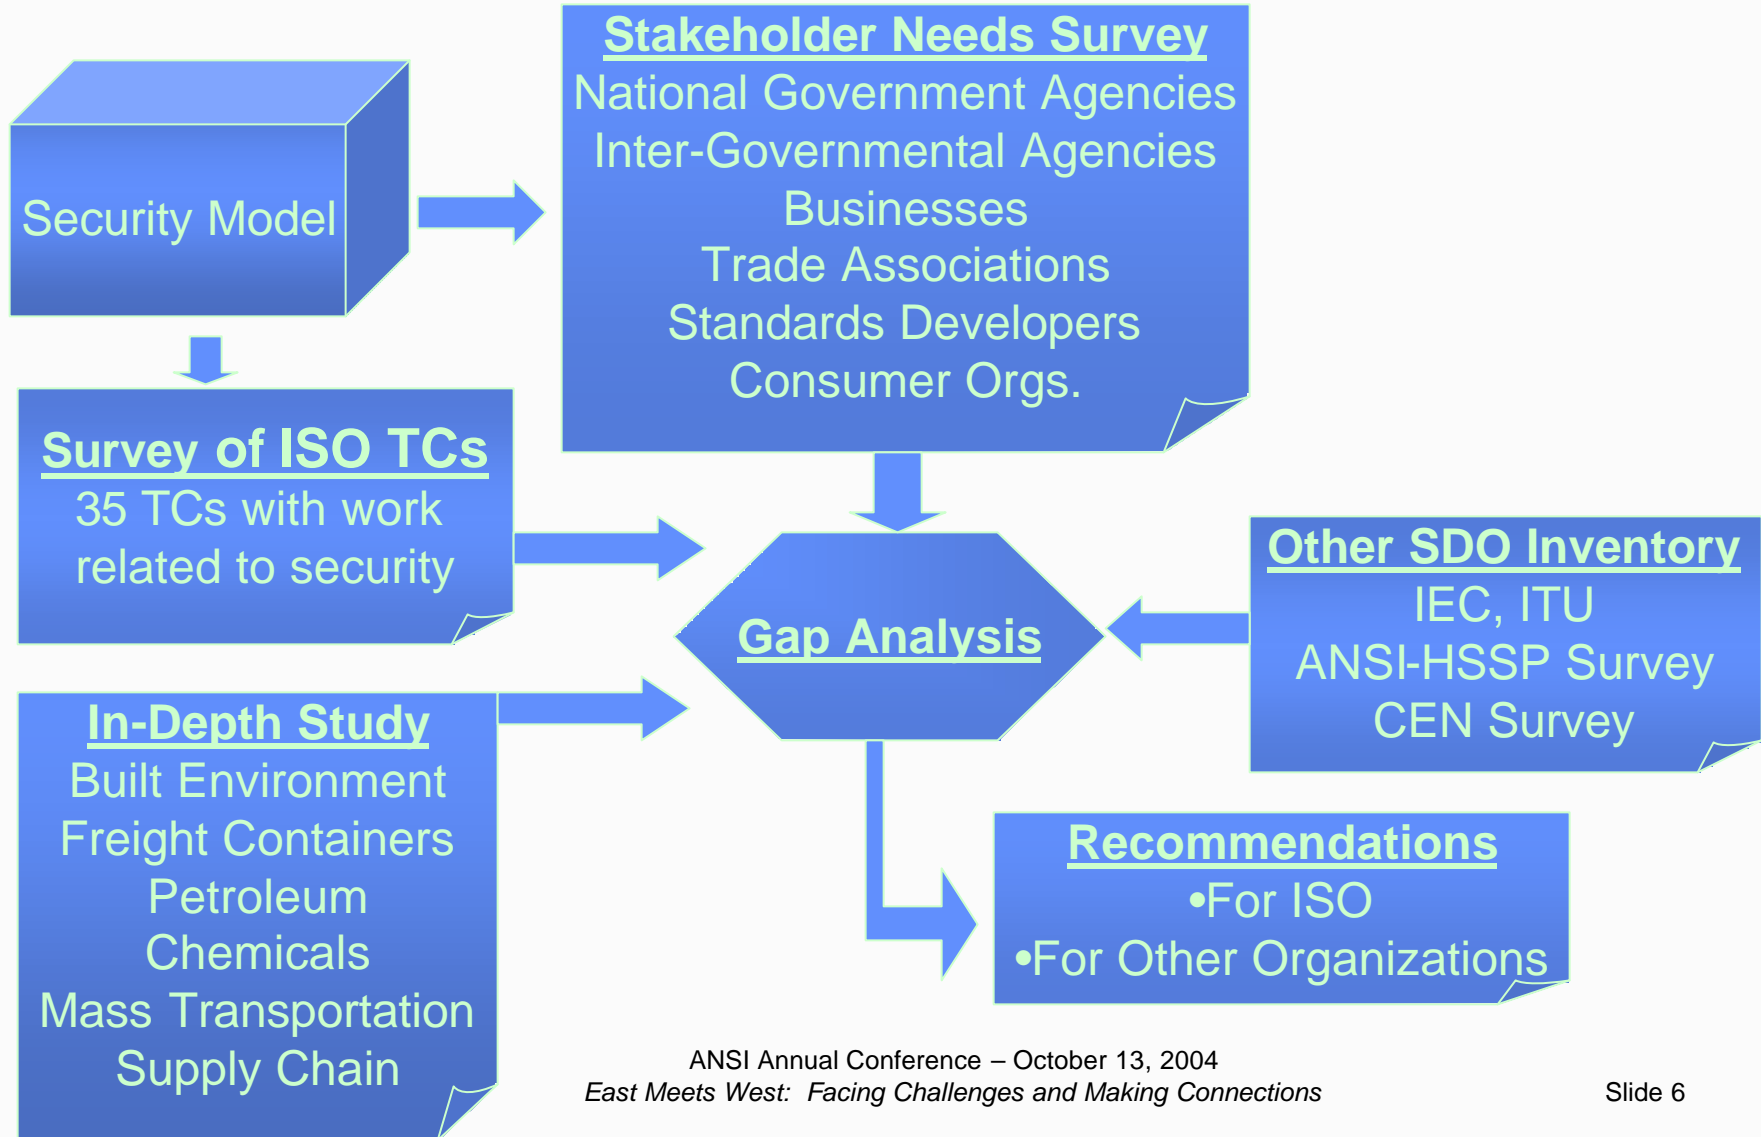 Security Model
Stakeholder Needs Survey
National Government Agencies
Inter-Governmental Agencies
Businesses
Trade Associations
Standards Developers
Consumer Orgs.
Survey of ISO TCs
35 TCs with work
related to security
Gap Analysis
Other SDO Inventory
IEC, ITU
ANSI-HSSP Survey
CEN Survey
In-Depth Study
Built Environment
Freight Containers
Petroleum
Chemicals
Mass Transportation
Supply Chain
Recommendations
•For ISO
•For Other Organizations
ANSI Annual Conference – October 13, 2004
East Meets West: Facing Challenges and Making Connections
Slide 6